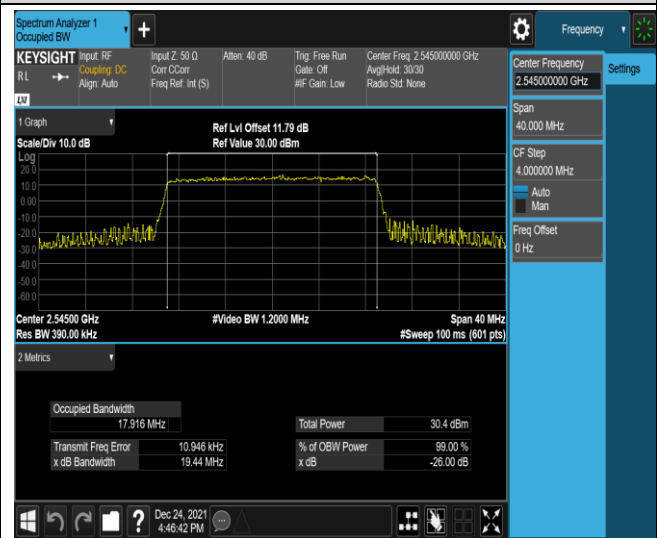 Spectrum Analyzer 1
Occupied BW
Frequency
KEYSIGHT Input: RF
R L Coupling: DC
Align: Auto
LNI
Input Z: 50 Ω
Corr CCorr
Freq Ref: Int (S)
Atten: 40 dB
Trig: Free Run
Gate: Off
#IF Gain: Low
Center Freq: 2.545000000 GHz
Avg|Hold: 30/30
Radio Std: None
Center Frequency
2.545000000 GHz
Settings
Span
40.000 MHz
CF Step
4.000000 MHz
Auto
Man
Freq Offset
0 Hz
1 Graph
Scale/Div 10.0 dB
Ref Lvl Offset 11.79 dB
Ref Value 30.00 dBm
Log
20.0
10.0
0.00
-10.0
-20.0
-30.0
-40.0
-50.0
-60.0
Center 2.54500 GHz
#Video BW 1.2000 MHz
Span 40 MHz
Res BW 390.00 kHz
#Sweep 100 ms (601 pts)
2 Metrics
Occupied Bandwidth
17.916 MHz
Total Power 30.4 dBm
Transmit Freq Error 10.946 kHz
% of OBW Power 99.00 %
x dB Bandwidth 19.44 MHz
x dB -26.00 dB
Dec 24, 2021
4:46:42 PM